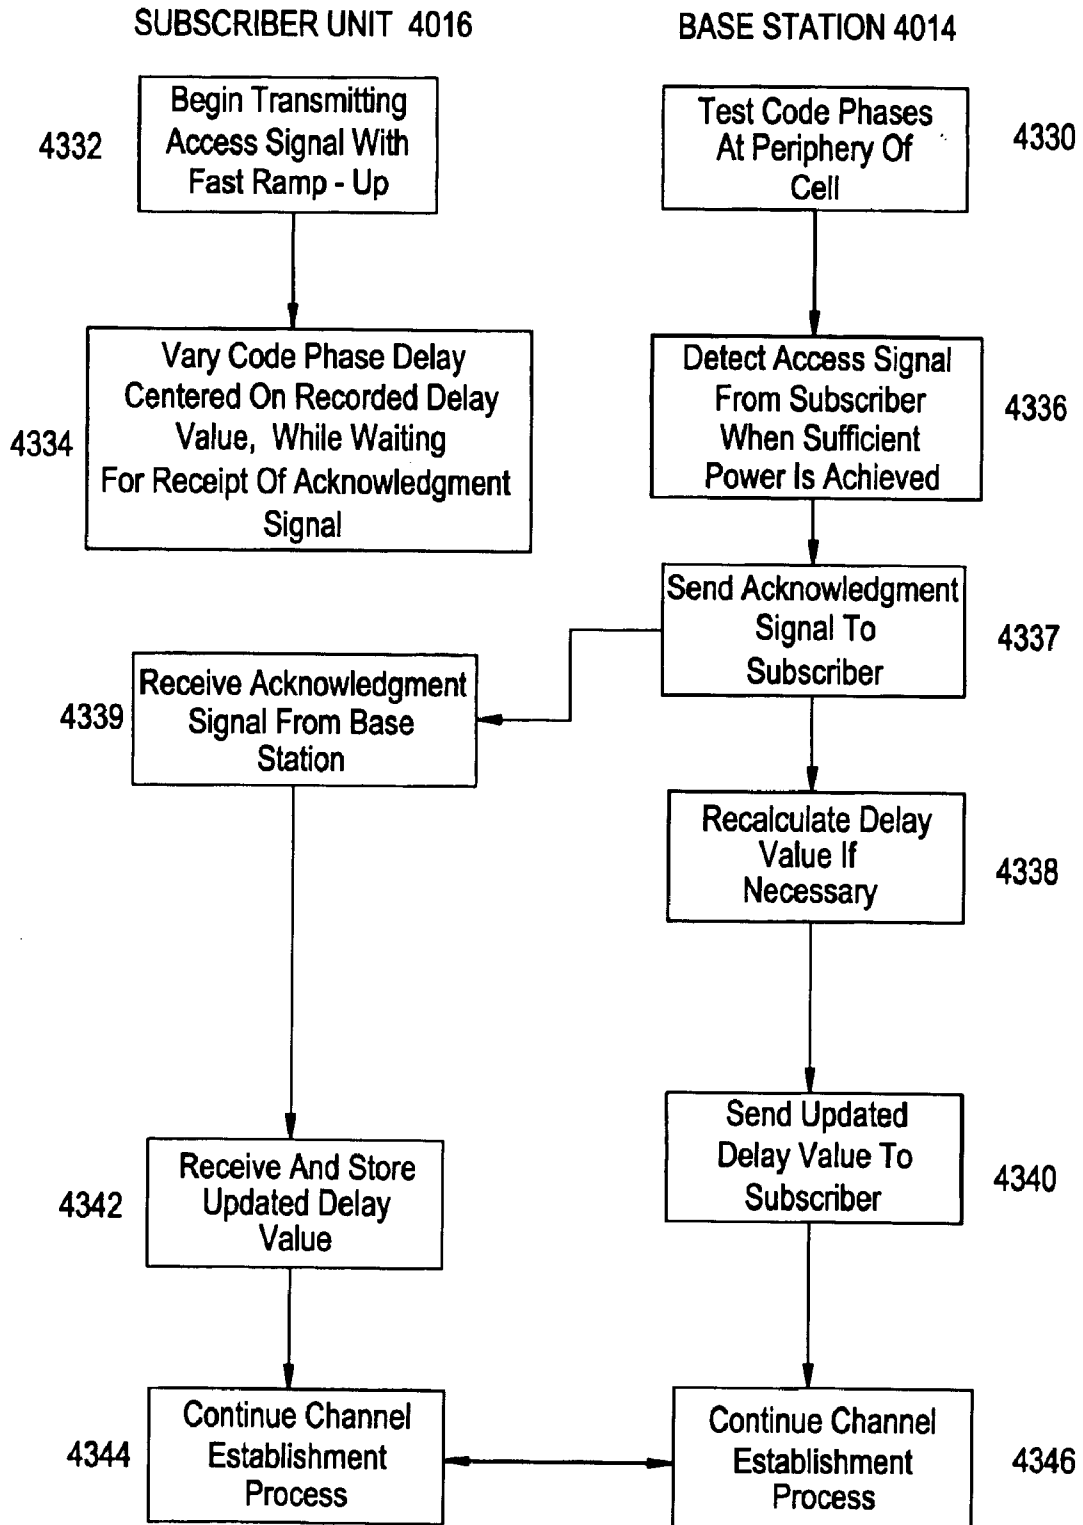 SUBSCRIBER UNIT 4016
BASE STATION 4014
4332
Begin Transmitting
Access Signal With
Fast Ramp - Up
Test Code Phases
At Periphery Of
Cell
4330
4334
Vary Code Phase Delay
Centered On Recorded Delay
Value, While Waiting
For Receipt Of Acknowledgment
Signal
Detect Access Signal
From Subscriber
When Sufficient
Power Is Achieved
4336
Send Acknowledgment
Signal To
Subscriber
4337
4339
Receive Acknowledgment
Signal From Base
Station
Recalculate Delay
Value If
Necessary
4338
Send Updated
Delay Value To
Subscriber
4340
4342
Receive And Store
Updated Delay
Value
4344
Continue Channel
Establishment
Process
Continue Channel
Establishment
Process
4346